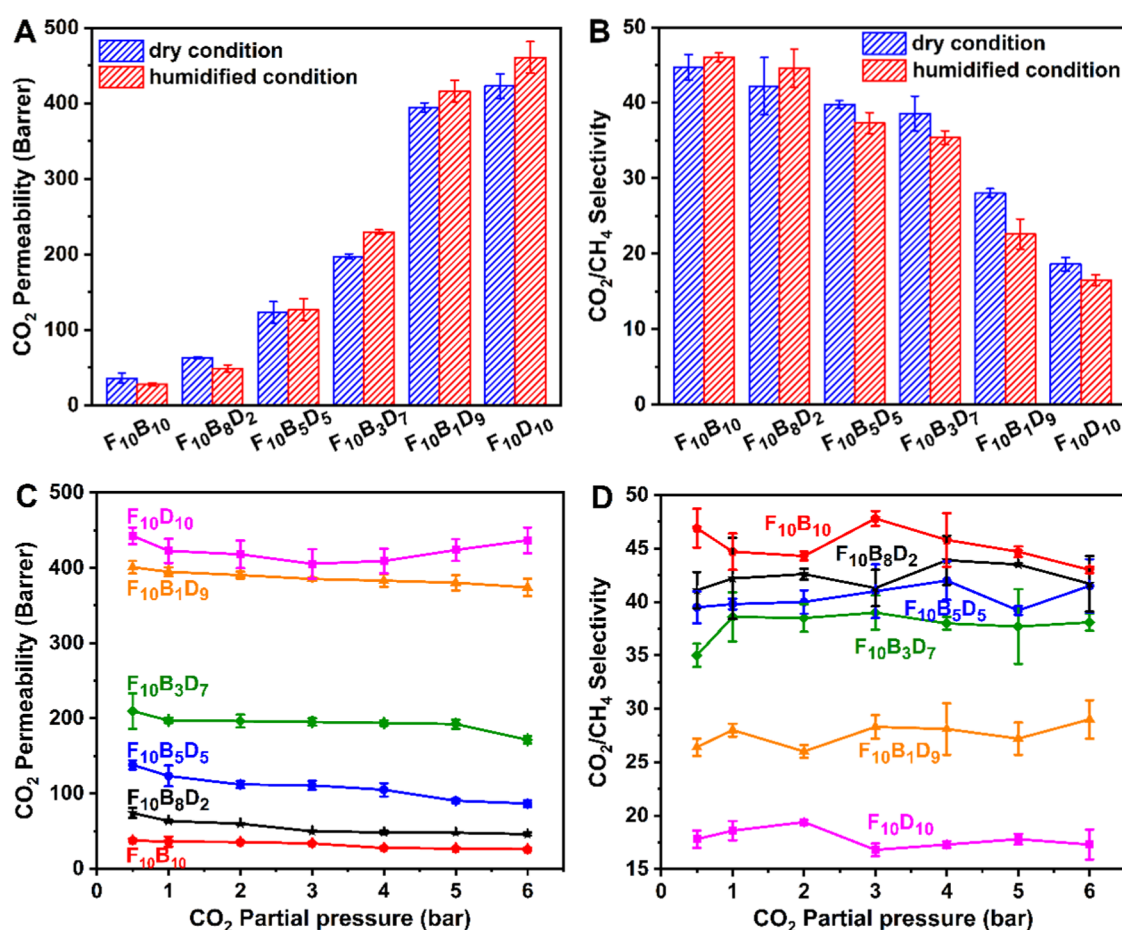 A
500
400
300
200
100
0
CO₂ Permeability (Barrer)
dry condition
humidified condition
F₁₀B₁₀
F₁₀B₈D₂
F₁₀B₅D₅
F₁₀B₃D₇
F₁₀B₁D₉
F₁₀D₁₀
B
50
40
30
20
10
0
CO₂/CH₄ Selectivity
dry condition
humidified condition
F₁₀B₁₀
F₁₀B₈D₂
F₁₀B₅D₅
F₁₀B₃D₇
F₁₀B₁D₉
F₁₀D₁₀
C
500
400
300
200
100
0
CO₂ Permeability (Barrer)
F₁₀D₁₀
F₁₀B₁D₉
F₁₀B₃D₇
F₁₀B₅D₅
F₁₀B₈D₂
F₁₀B₁₀
0 1 2 3 4 5 6
CO₂ Partial pressure (bar)
D
50
45
40
35
30
25
20
15
CO₂/CH₄ Selectivity
F₁₀B₁₀
F₁₀B₈D₂
F₁₀B₅D₅
F₁₀B₃D₇
F₁₀B₁D₉
F₁₀D₁₀
0 1 2 3 4 5 6
CO₂ Partial pressure (bar)